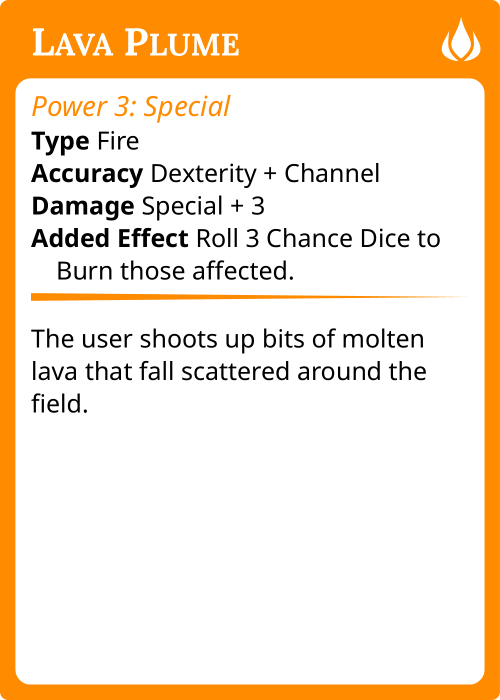 LAVA PLUME
Power 3: Special
Type Fire
Accuracy Dexterity + Channel
Damage Special + 3
Added Effect Roll 3 Chance Dice to
Burn those affected.
The user shoots up bits of molten
lava that fall scattered around the
field.